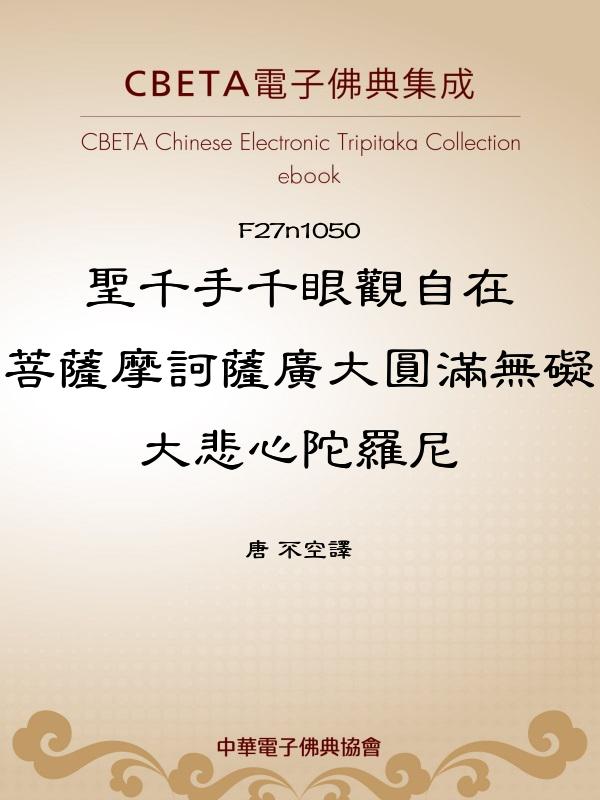 CBETA電子佛典集成
CBETA Chinese Electronic Tripitaka Collection
ebook
F27n1050
聖千手千眼觀自在
菩薩摩訶薩廣大圓滿無礙
大悲心陀羅尼
唐 不空譯
中華電子佛典協會